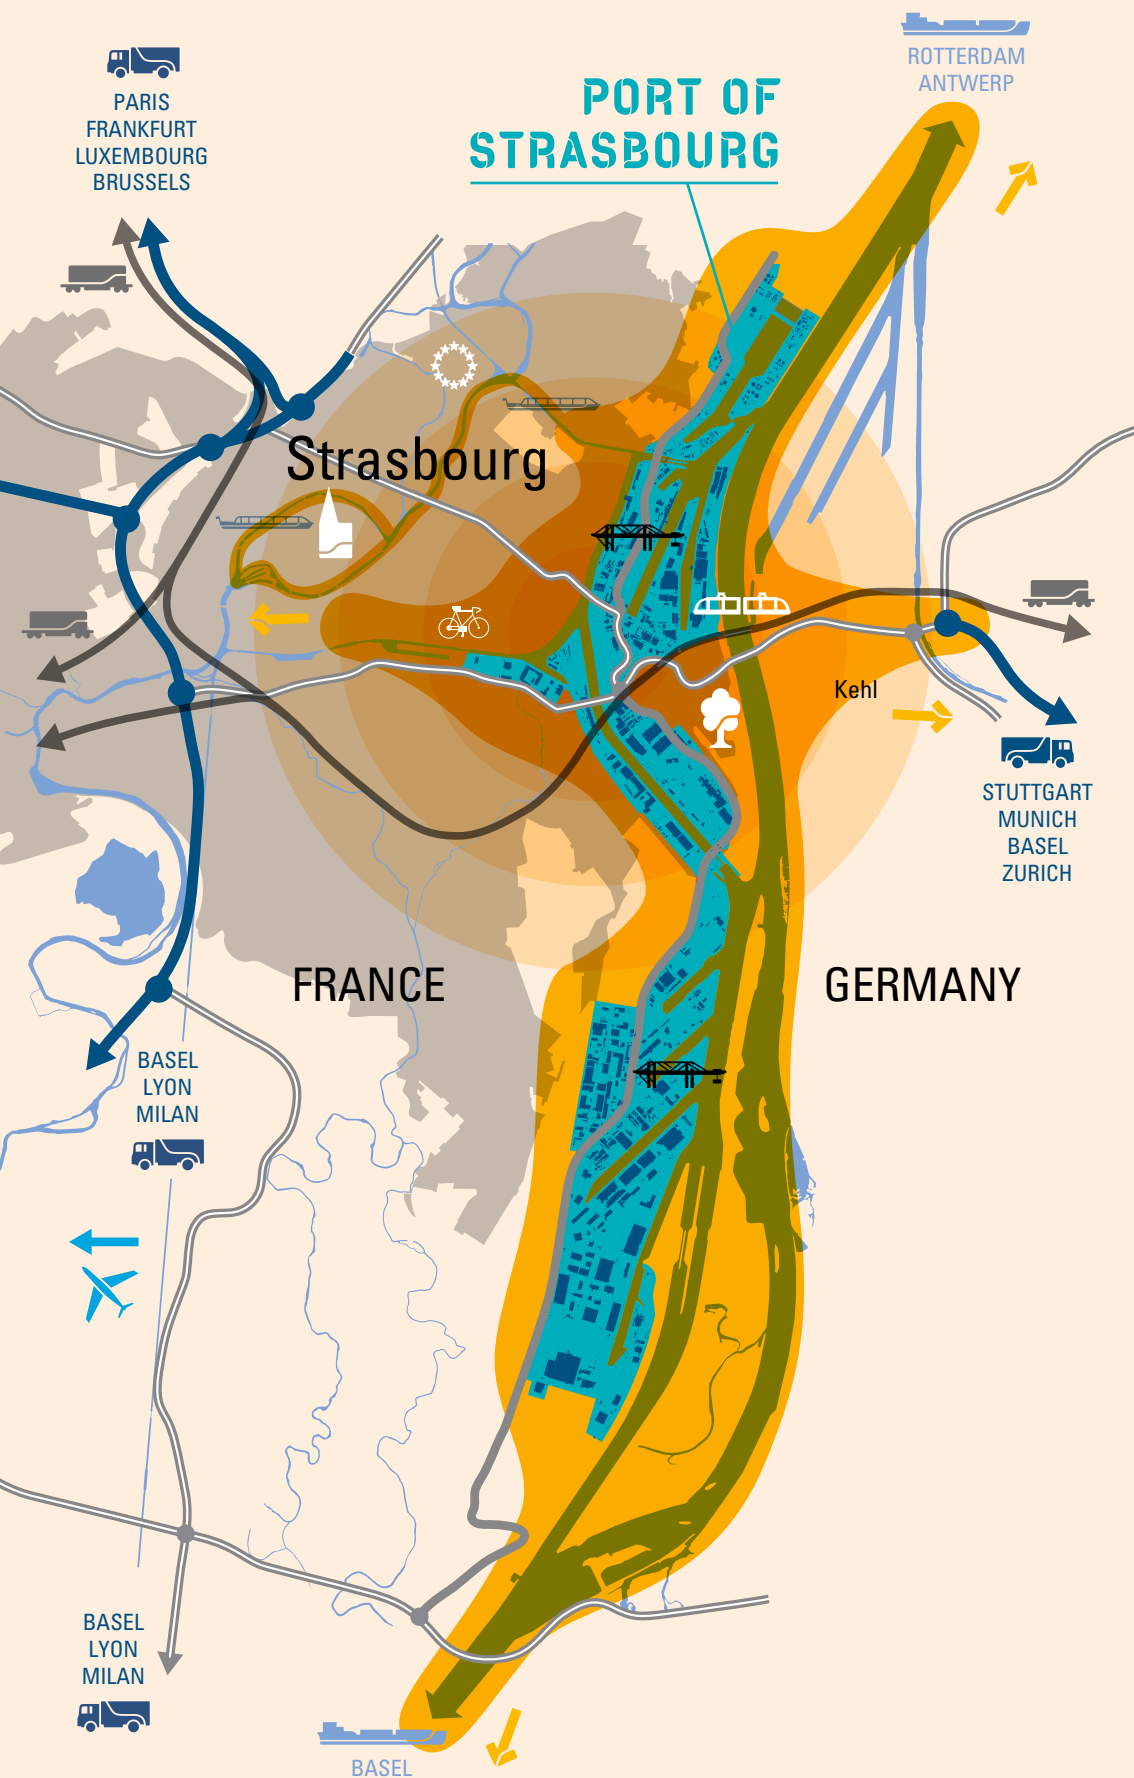 ROTTERDAM
ANTWERP
PORT OF
STRASBOURG
PARIS
FRANKFURT
LUXEMBOURG
BRUSSELS
Strasbourg
Kehl
STUTTGART
MUNICH
BASEL
ZURICH
FRANCE
GERMANY
BASEL
LYON
MILAN
BASEL
LYON
MILAN
BASEL